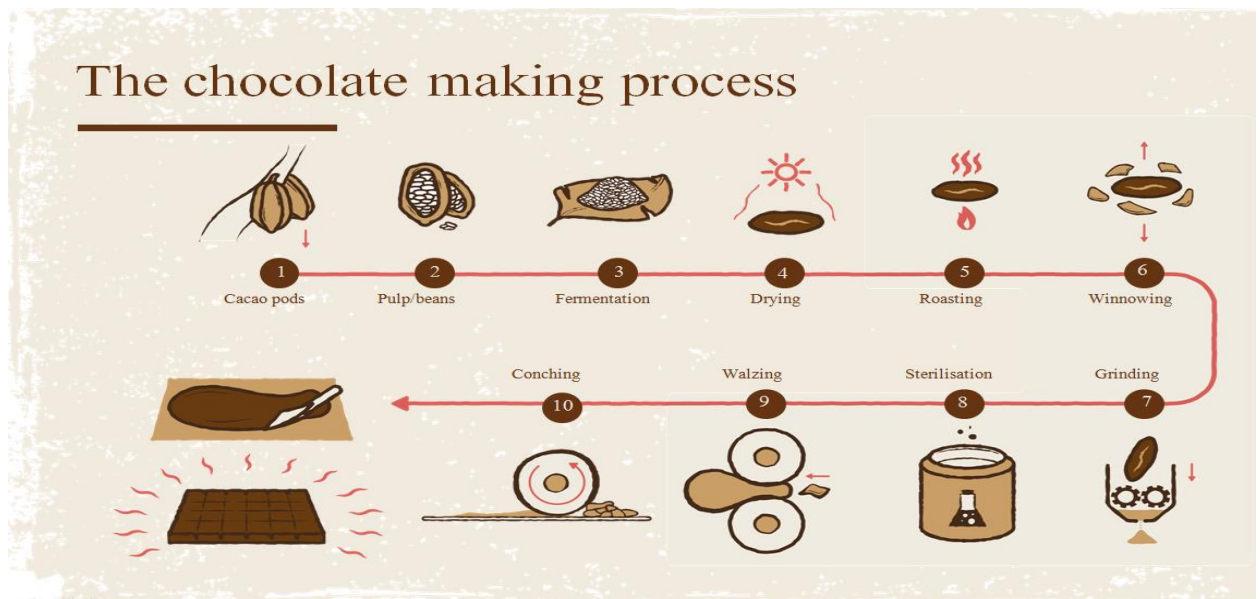 The chocolate making process
1 2 3 4 5 6
Cacao pods Pulp/beans Fermentation Drying Roasting Winnowing
Conching Walzing Sterilisation Grinding
10 9 8 7